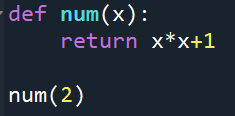 def num(x):
    return x*x+1

num(2)